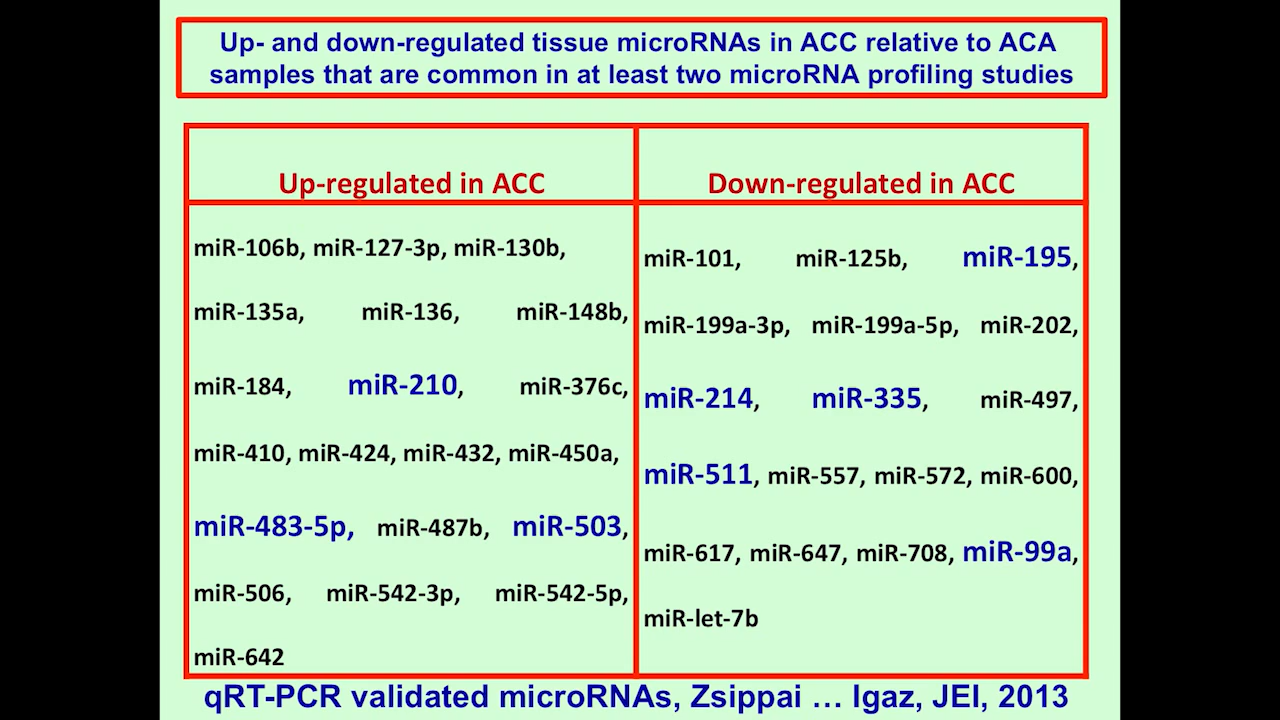 Up- and down-regulated tissue microRNAs in ACC relative to ACA
samples that are common in at least two microRNA profiling studies
Up-regulated in ACC
miR-106b, miR-127-3p, miR-130b,
miR-135a, miR-136, miR-148b,
miR-184, miR-210, miR-376c,
miR-410, miR-424, miR-432, miR-450a,
miR-483-5p, miR-487b, miR-503,
miR-506, miR-542-3p, miR-542-5p,
miR-642
Down-regulated in ACC
miR-101, miR-125b, miR-195,
miR-199a-3p, miR-199a-5p, miR-202,
miR-214, miR-335, miR-497,
miR-511, miR-557, miR-572, miR-600,
miR-617, miR-647, miR-708, miR-99a,
miR-let-7b
qRT-PCR validated microRNAs, Zsippai … Igaz, JEI, 2013